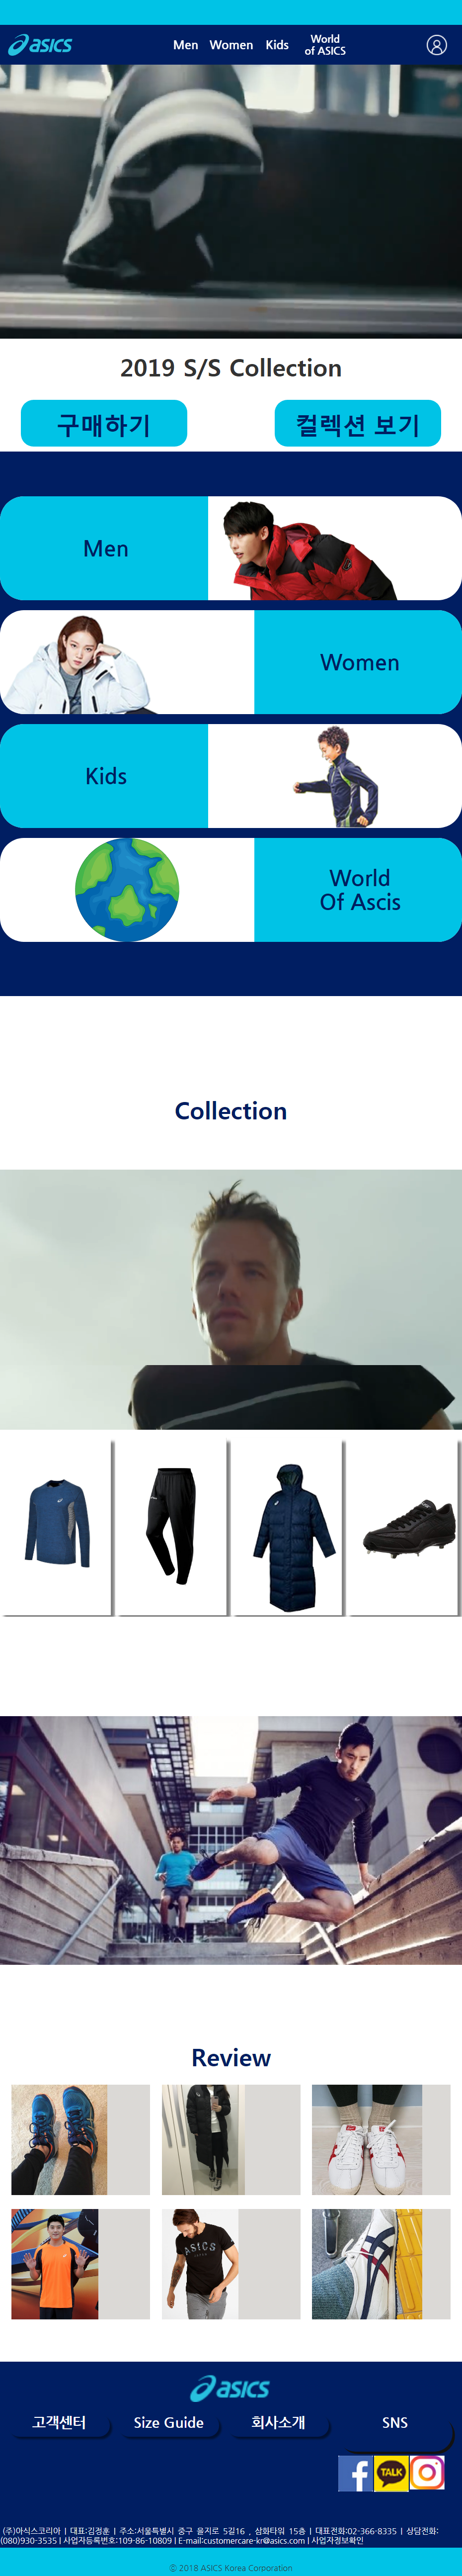 asics
Men Women Kids World
of ASICS
2019 S/S Collection
구매하기 컬렉션 보기
Men
Women
Kids
World
Of Ascis
Collection
Review
ASICS
asics
고객센터 Size Guide 회사소개 SNS
f TALK
(주)아식스코리아 | 대표:김정훈 | 주소:서울특별시 중구 을지로 5길16 , 삼화타워 15층 | 대표전화:02-366-8335 | 상담전화:
(080)930-3535 | 사업자등록번호:109-86-10809 | E-mail:customercare-kr@asics.com | 사업자정보확인
© 2018 ASICS Korea Corporation